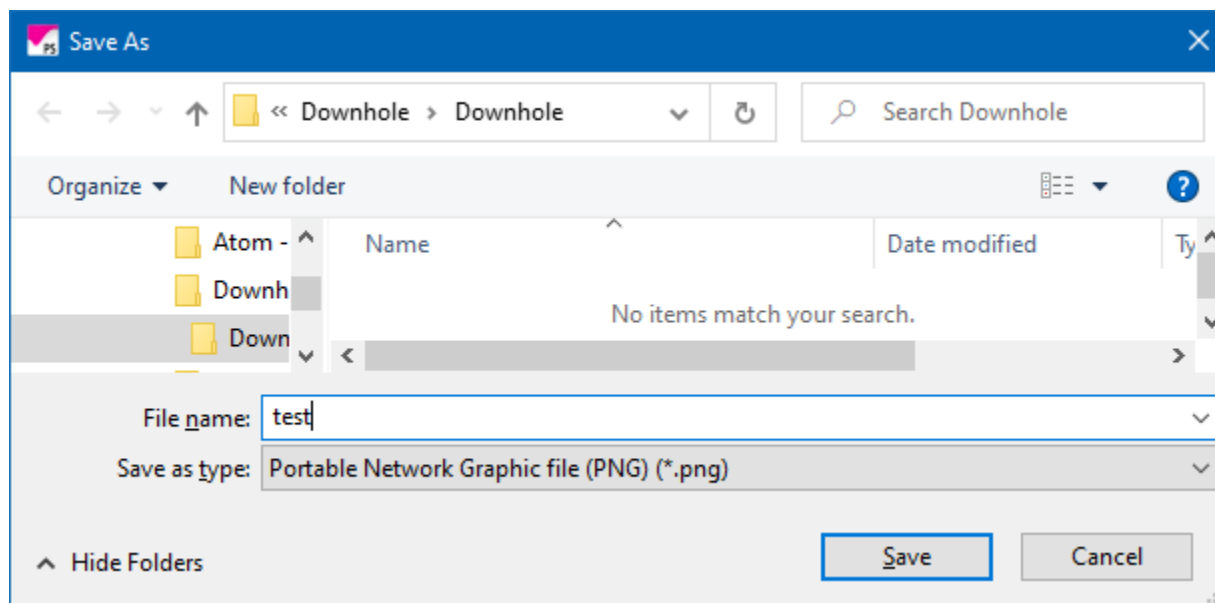 PS Save As
« Downhole > Downhole Search Downhole
Organize New folder ?
Atom - Name Date modified Ty
Downh
No items match your search.
Down
File name: test
Save as type: Portable Network Graphic file (PNG) (*.png)
Hide Folders Save Cancel